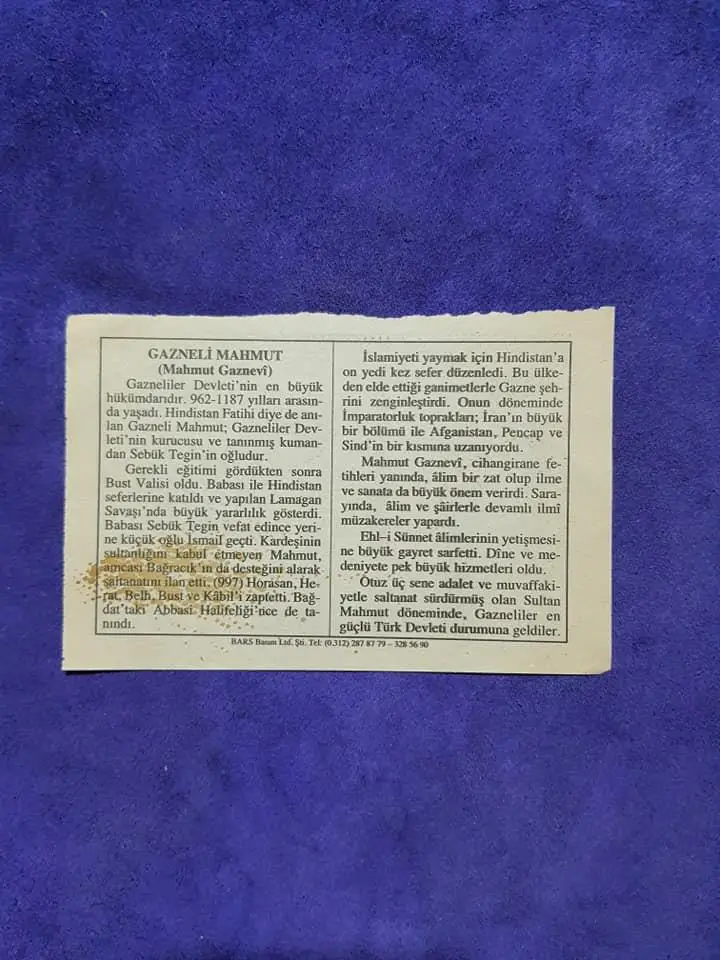 GAZNELİ MAHMUT
(Mahmut Gaznevî)
Gazneliler Devleti'nin en büyük
hükümdarıdır. 962-1187 yılları arasın-
da yaşadı. Hindistan Fatihi diye de anı-
lan Gazneli Mahmut; Gazneliler Dev-
leti'nin kurucusu ve tanınmış kuman-
dan Sebük Tegin'in oğludur.
Gerekli eğitimi gördükten sonra
Bust Valisi oldu. Babası ile Hindistan
seferlerine katıldı ve yapılan Lamagan
Savaşı'nda büyük yararlılık gösterdi.
Babası Sebük Tegin vefat edince yeri-
ne küçük oğlu İsmail geçti. Kardeşinin
sultanlığını kabul etmeyen Mahmut,
amcası Bağracık'ın da desteğini alarak
saltanatını ilan etti. (997) Horasan, He-
rat, Belh, Bust ve Kâbil'i zaptetti. Bağ-
dat'taki Abbasi Halifeliği'nce de ta-
nındı.
İslamiyeti yaymak için Hindistan'a
on yedi kez sefer düzenledi. Bu ülke-
den elde ettiği ganimetlerle Gazne şeh-
rini zenginleştirdi. Onun döneminde
İmparatorluk toprakları; İran'ın büyük
bir bölümü ile Afganistan, Pencap ve
Sind'in bir kısmına uzanıyordu.
Mahmut Gaznevî, cihangirane fe-
tihleri yanında, âlim bir zat olup ilme
ve sanata da büyük önem verirdi. Sara-
yında, âlim ve şâirlerle devamlı ilmî
müzakereler yapardı.
Ehl-i Sünnet âlimlerinin yetişmesi-
ne büyük gayret sarfetti. Dîne ve me-
deniyete pek büyük hizmetleri oldu.
Otuz üç sene adalet ve muvaffaki-
yetle saltanat sürdürmüş olan Sultan
Mahmut döneminde, Gazneliler en
güçlü Türk Devleti durumuna geldiler.
BARS Basım Ltd. Şti. Tel: (0.312) 287 87 79 – 328 56 90